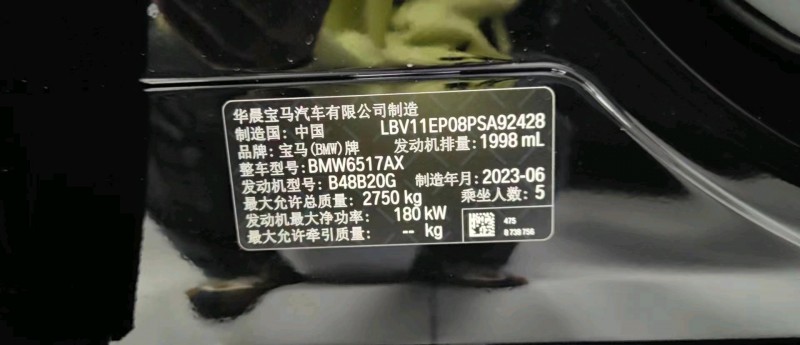 华晨宝马汽车有限公司制造
制造国: 中国 LBV11EP08PSA92428
品牌: 宝马(BMW)牌 发动机排量: 1998 mL
整车型号: BMW6517AX
发动机型号: B48B20G 制造年月: 2023-06
最大允许总质量: 2750 kg 乘坐人数: 5
发动机最大净功率: 180 kW
最大允许牵引质量: -- kg
475
8 738 756